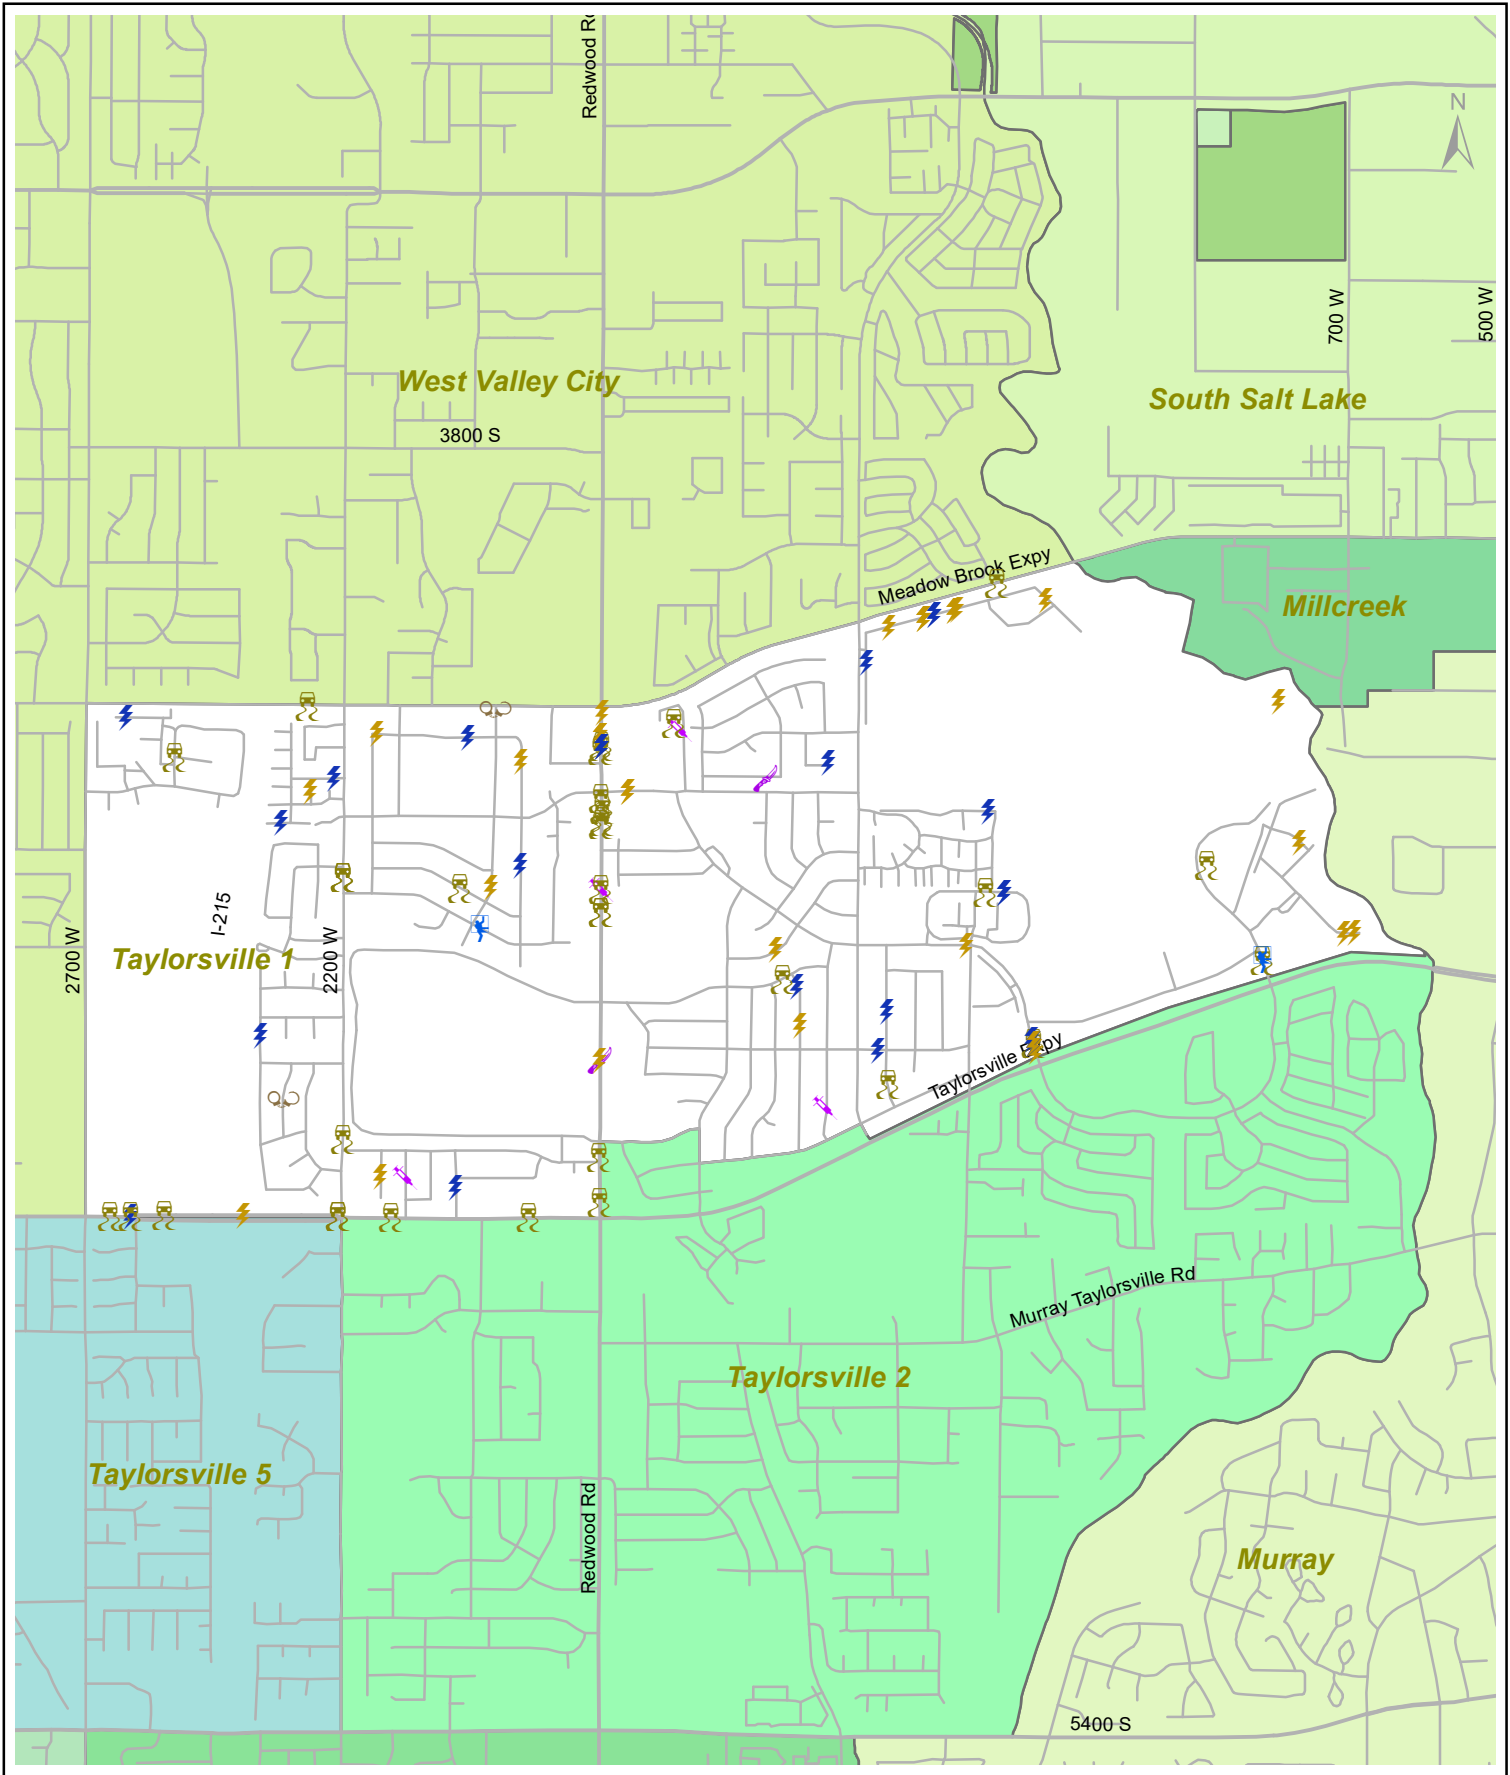 Redwood Rd
N
700 W
500 W
West Valley City
South Salt Lake
3800 S
Meadow Brook Expy
Millcreek
I-215
2700 W
Taylorsville 1
2200 W
Taylorsville Expy
Murray Taylorsville Rd
Taylorsville 2
Taylorsville 5
Redwood Rd
Murray
5400 S